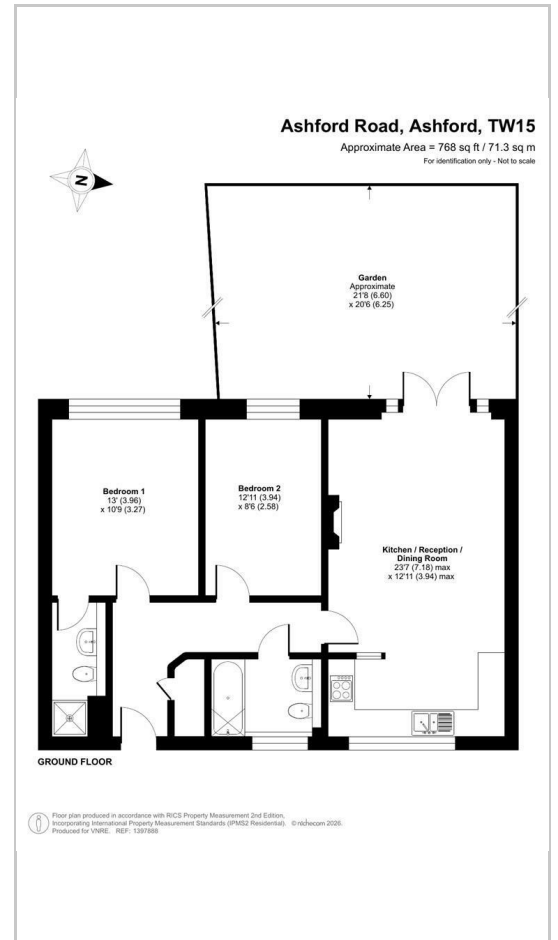 Ashford Road, Ashford, TW15
Approximate Area = 768 sq ft / 71.3 sq m
For identification only - Not to scale
N
Garden
Approximate
21'8 (6.60)
x 20'6 (6.25)
Bedroom 1
13' (3.96)
x 10'9 (3.27)
Bedroom 2
12'11 (3.94)
x 8'6 (2.58)
Kitchen / Reception /
Dining Room
23'7 (7.18) max
x 12'11 (3.94) max
GROUND FLOOR
Floor plan produced in accordance with RICS Property Measurement 2nd Edition,
Incorporating International Property Measurement Standards (IPMS2 Residential). © nichecom 2026.
Produced for VNRE. REF: 1397888